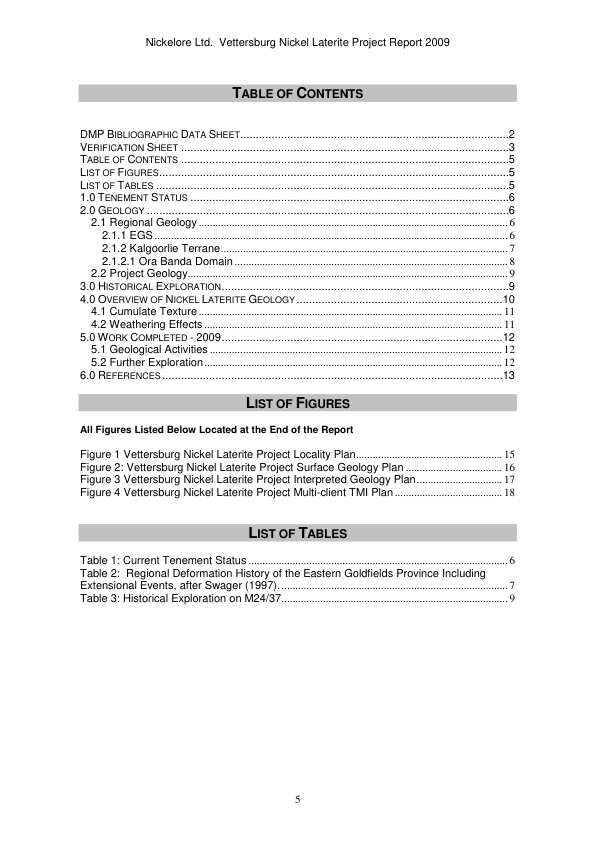 Nickelore Ltd.  Vettersburg Nickel Laterite Project Report 2009
TABLE OF CONTENTS
DMP BIBLIOGRAPHIC DATA SHEET.......................................................................................2
VERIFICATION SHEET ..........................................................................................................3
TABLE OF CONTENTS ..........................................................................................................5
LIST OF FIGURES.................................................................................................................5
LIST OF TABLES ..................................................................................................................5
1.0 TENEMENT STATUS .......................................................................................................6
2.0 GEOLOGY .....................................................................................................................6
2.1 Regional Geology ................................................................................................................ 6
2.1.1 EGS ................................................................................................................................ 6
2.1.2 Kalgoorlie Terrane......................................................................................................... 7
2.1.2.1 Ora Banda Domain .................................................................................................... 8
2.2 Project Geology.................................................................................................................... 9
3.0 HISTORICAL EXPLORATION............................................................................................9
4.0 OVERVIEW OF NICKEL LATERITE GEOLOGY ..................................................................10
4.1 Cumulate Texture ............................................................................................................... 11
4.2 Weathering Effects ............................................................................................................. 11
5.0 WORK COMPLETED - 2009...........................................................................................12
5.1 Geological Activities ........................................................................................................... 12
5.2 Further Exploration............................................................................................................. 12
6.0 REFERENCES ..............................................................................................................13
LIST OF FIGURES
All Figures Listed Below Located at the End of the Report
Figure 1 Vettersburg Nickel Laterite Project Locality Plan..................................................... 15
Figure 2: Vettersburg Nickel Laterite Project Surface Geology Plan ................................... 16
Figure 3 Vettersburg Nickel Laterite Project Interpreted Geology Plan............................... 17
Figure 4 Vettersburg Nickel Laterite Project Multi-client TMI Plan ....................................... 18
LIST OF TABLES
Table 1: Current Tenement Status .............................................................................................. 6
Table 2:  Regional Deformation History of the Eastern Goldfields Province Including
Extensional Events, after Swager (1997). .................................................................................. 7
Table 3: Historical Exploration on M24/37.................................................................................. 9
5